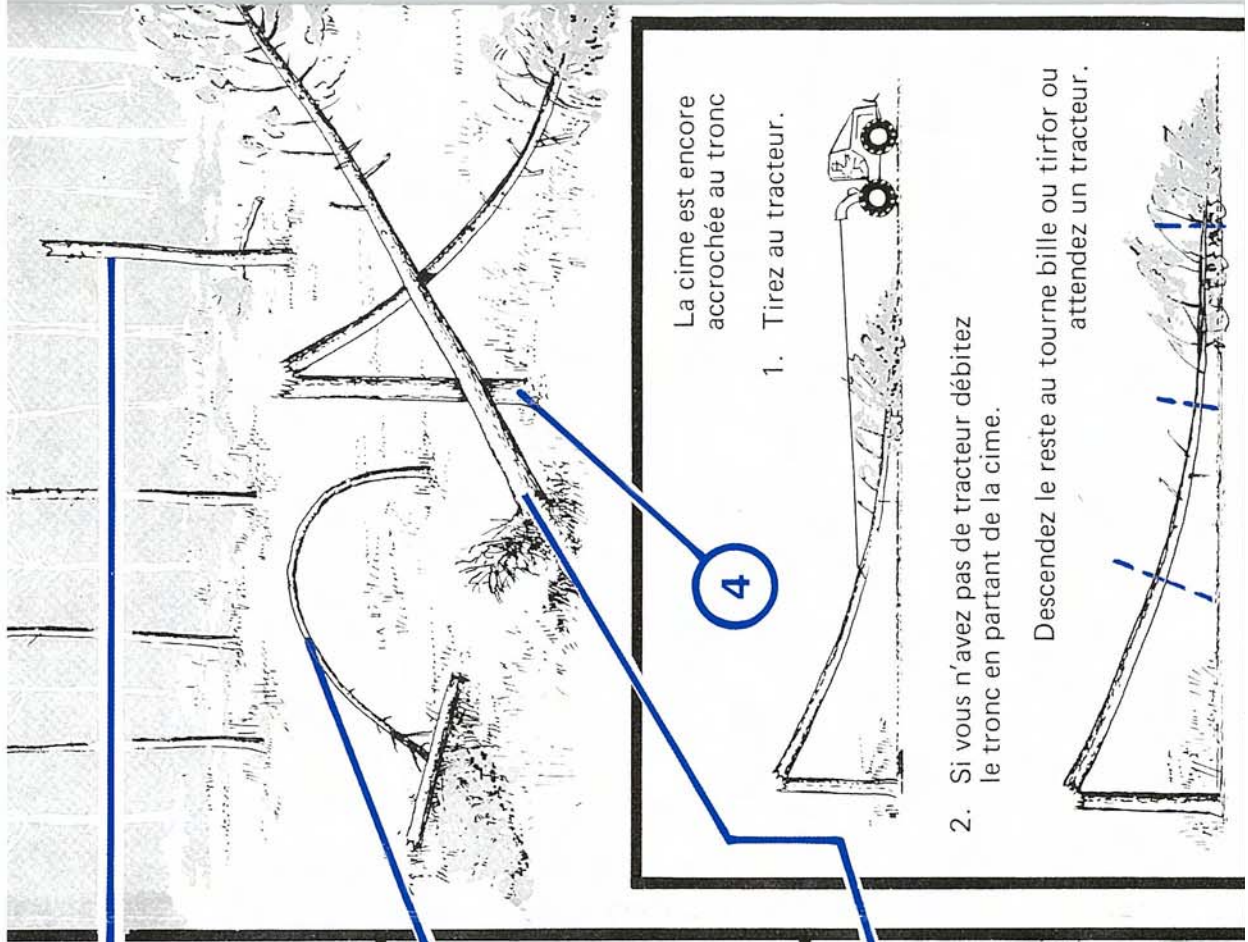 4
La cime est encore
accrochée au tronc
1. Tirez au tracteur.
2. Si vous n'avez pas de tracteur débitez
le tronc en partant de la cime.
Descendez le reste au tourne bille ou tirfor ou
attendez un tracteur.